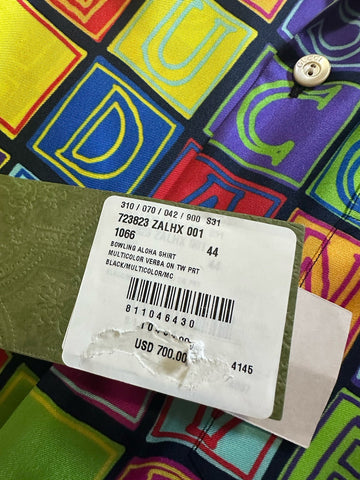 U
D
C
310 / 070 / 042 / 900 S31
723823 ZALHX 001
1066 44
BOWLING ALOHA SHIRT
MULTICOLOR VERBA ON TW PRT
BLACK/MULTICOLOR/MC
811046430
USD 700.00
4145